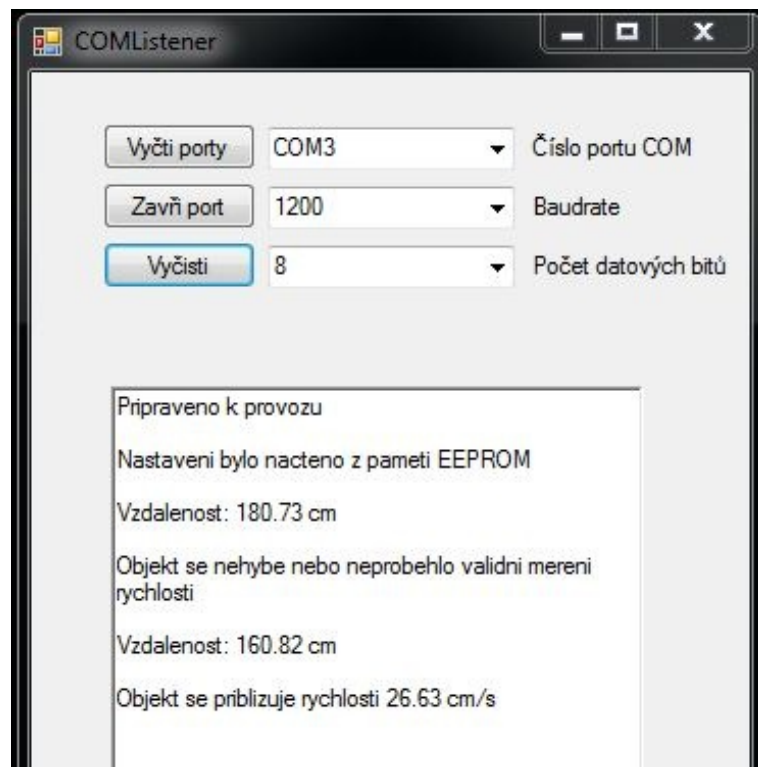 COMListener
Vyčti porty COM3 Číslo portu COM
Zavři port 1200 Baudrate
Vyčisti 8 Počet datových bitů
Pripraveno k provozu
Nastaveni bylo nacteno z pameti EEPROM
Vzdalenost: 180.73 cm
Objekt se nehybe nebo neprobehlo validni mereni
rychlosti
Vzdalenost: 160.82 cm
Objekt se priblizuje rychlosti 26.63 cm/s